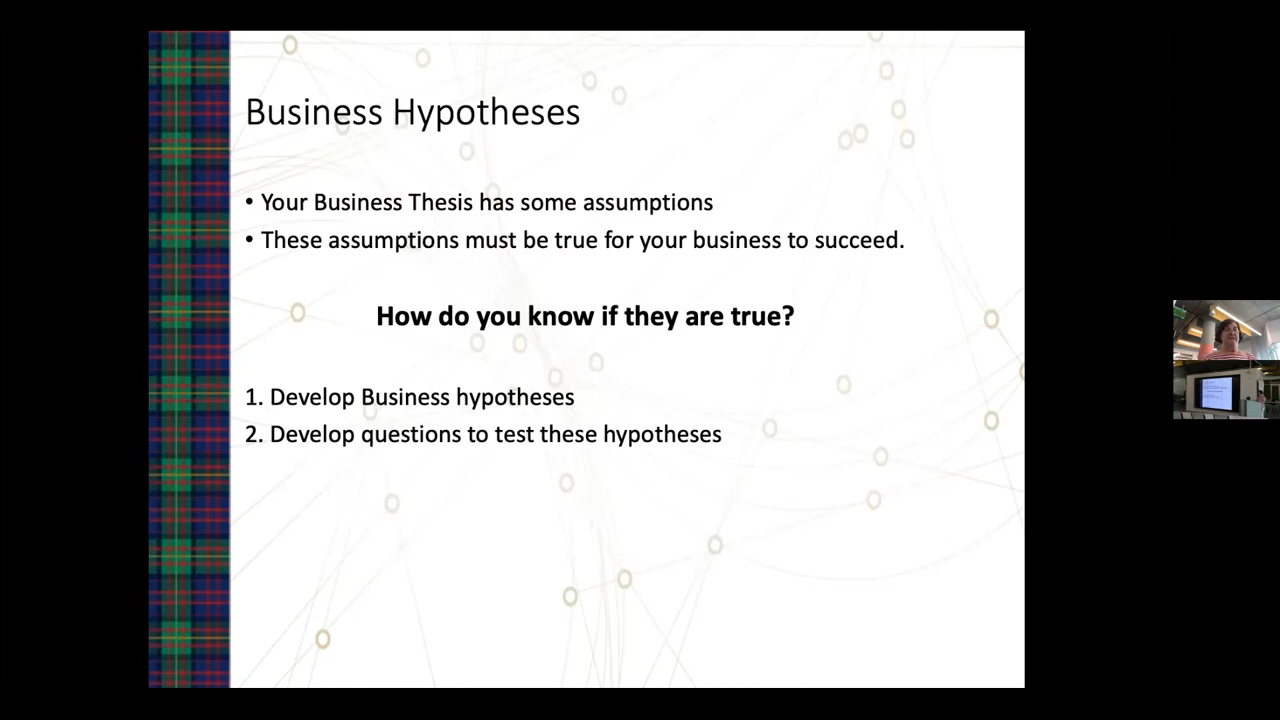 Business Hypotheses
• Your Business Thesis has some assumptions
• These assumptions must be true for your business to succeed.
How do you know if they are true?
1. Develop Business hypotheses
2. Develop questions to test these hypotheses